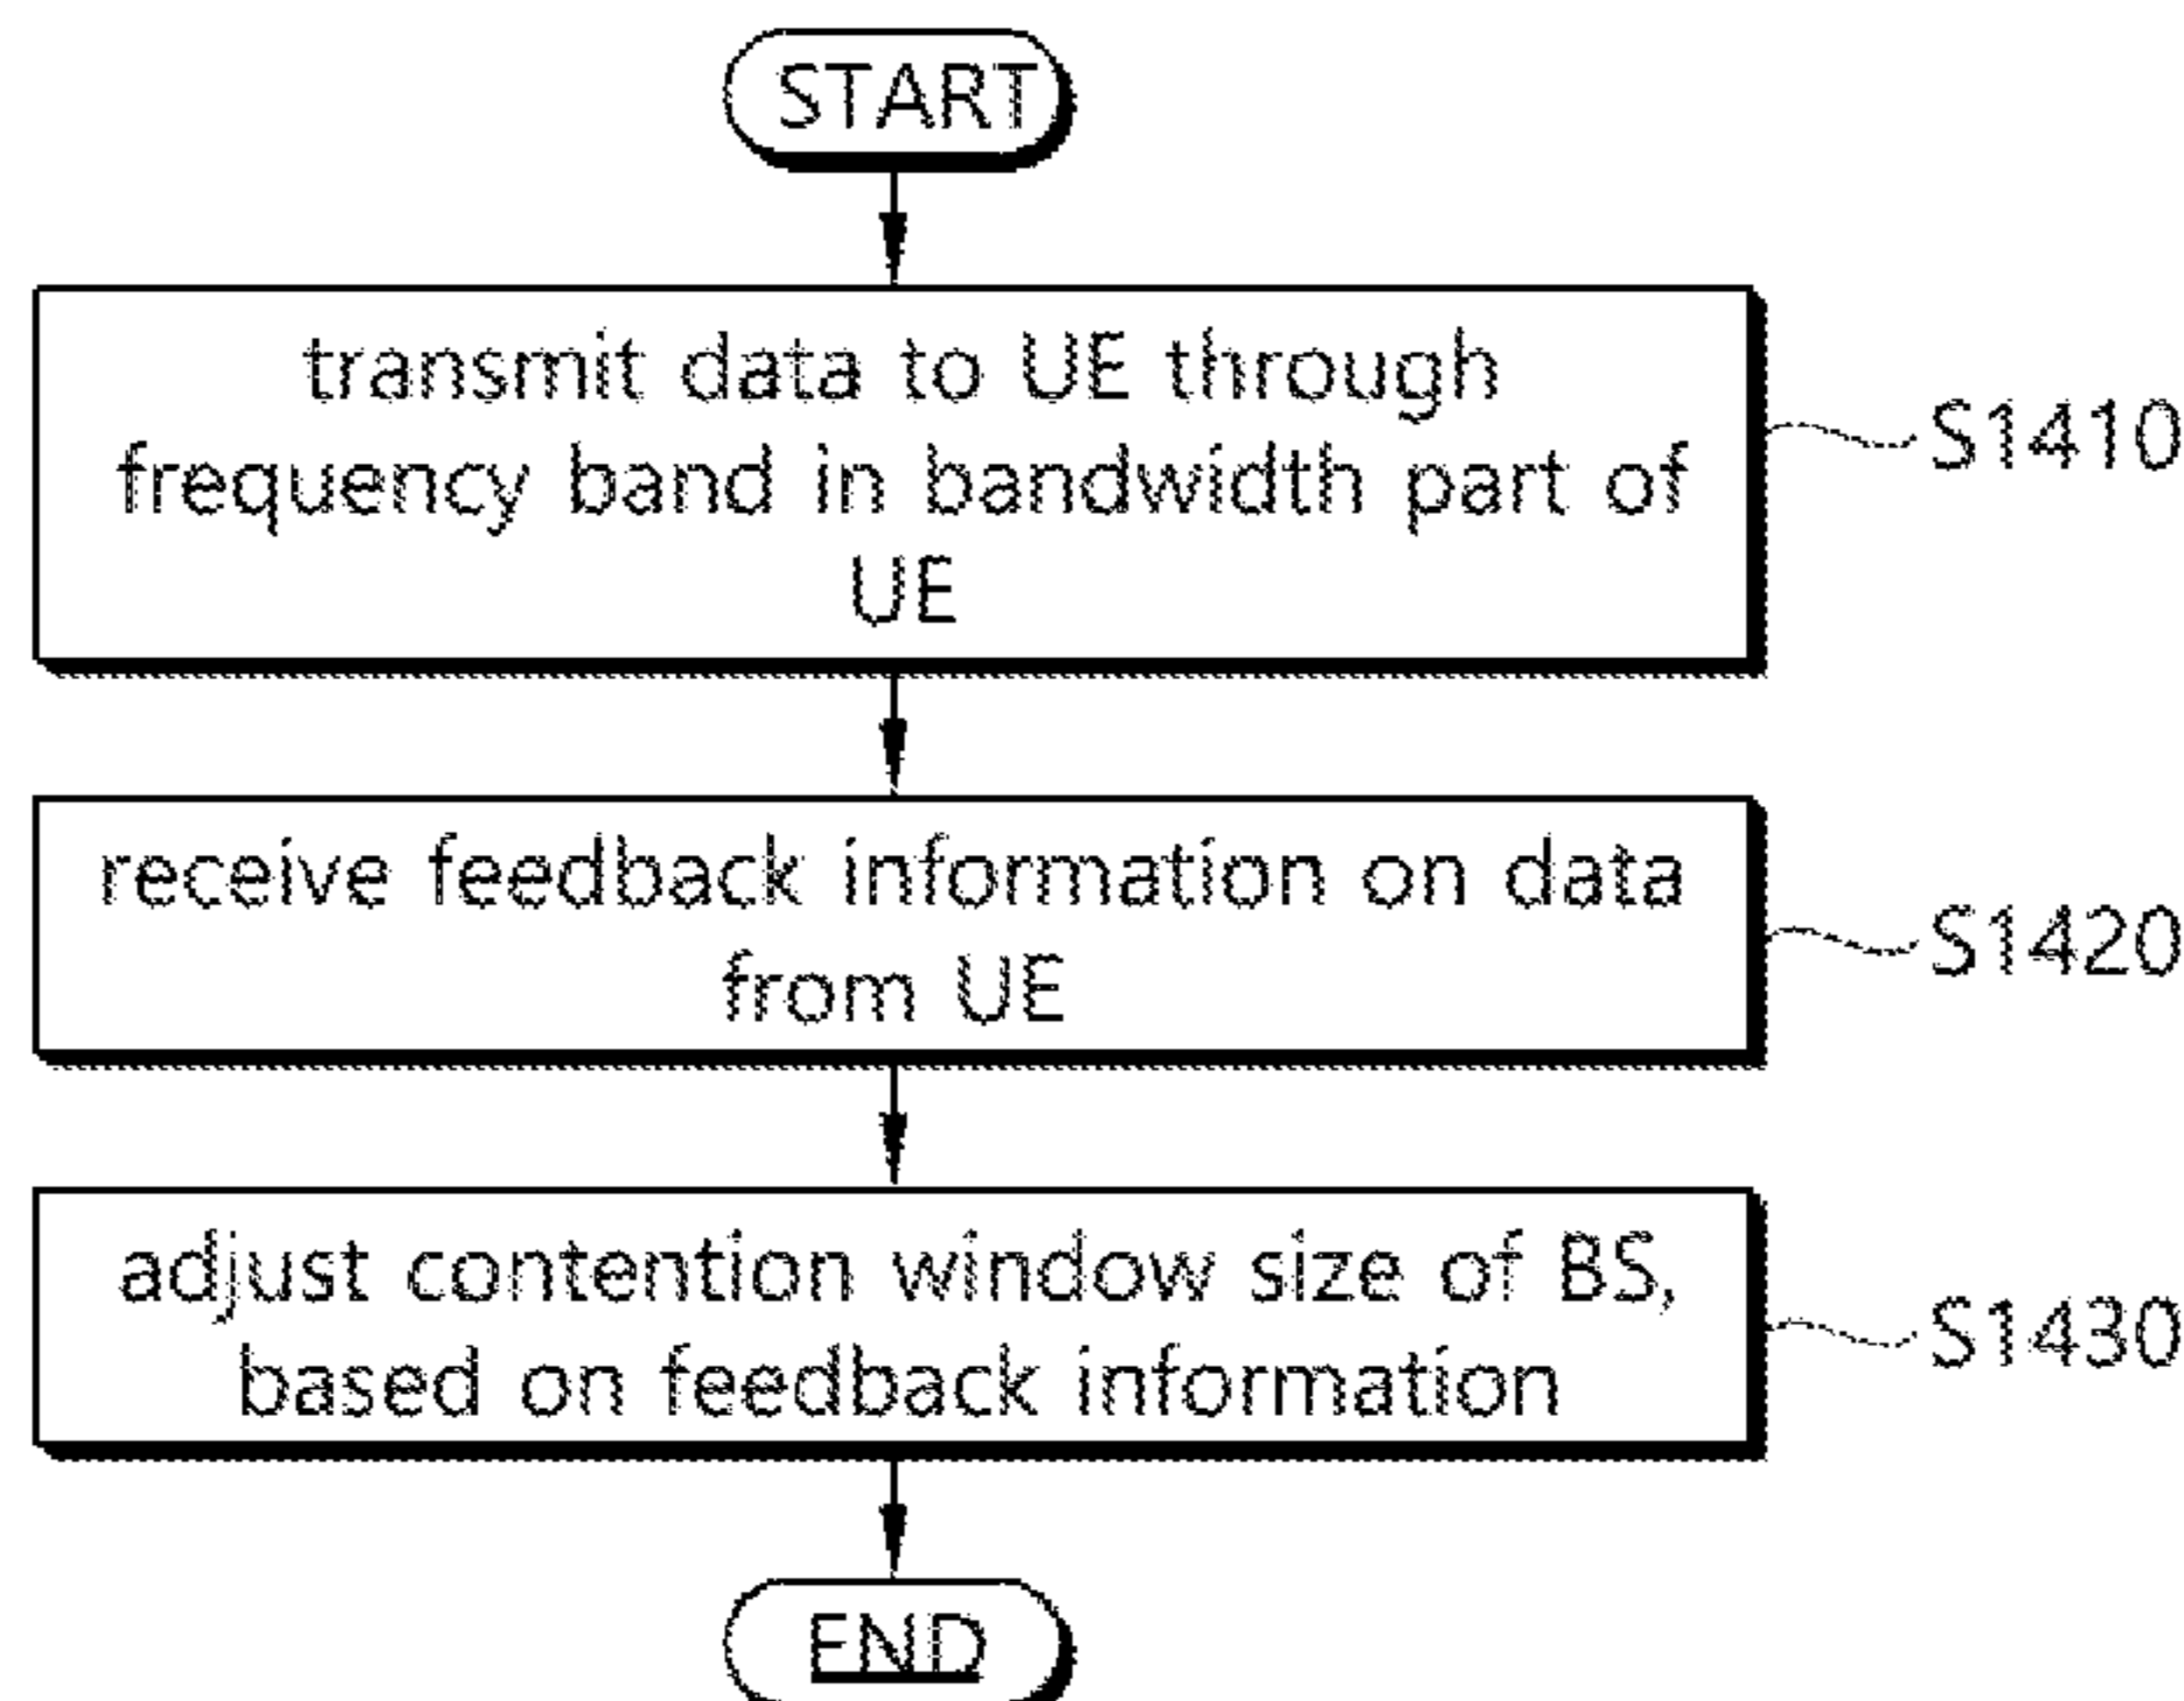 START
transmit data to UE through
frequency band in bandwidth part of
UE
S1410
receive feedback information on data
from UE
S1420
adjust contention window size of BS,
based on feedback information
S1430
END